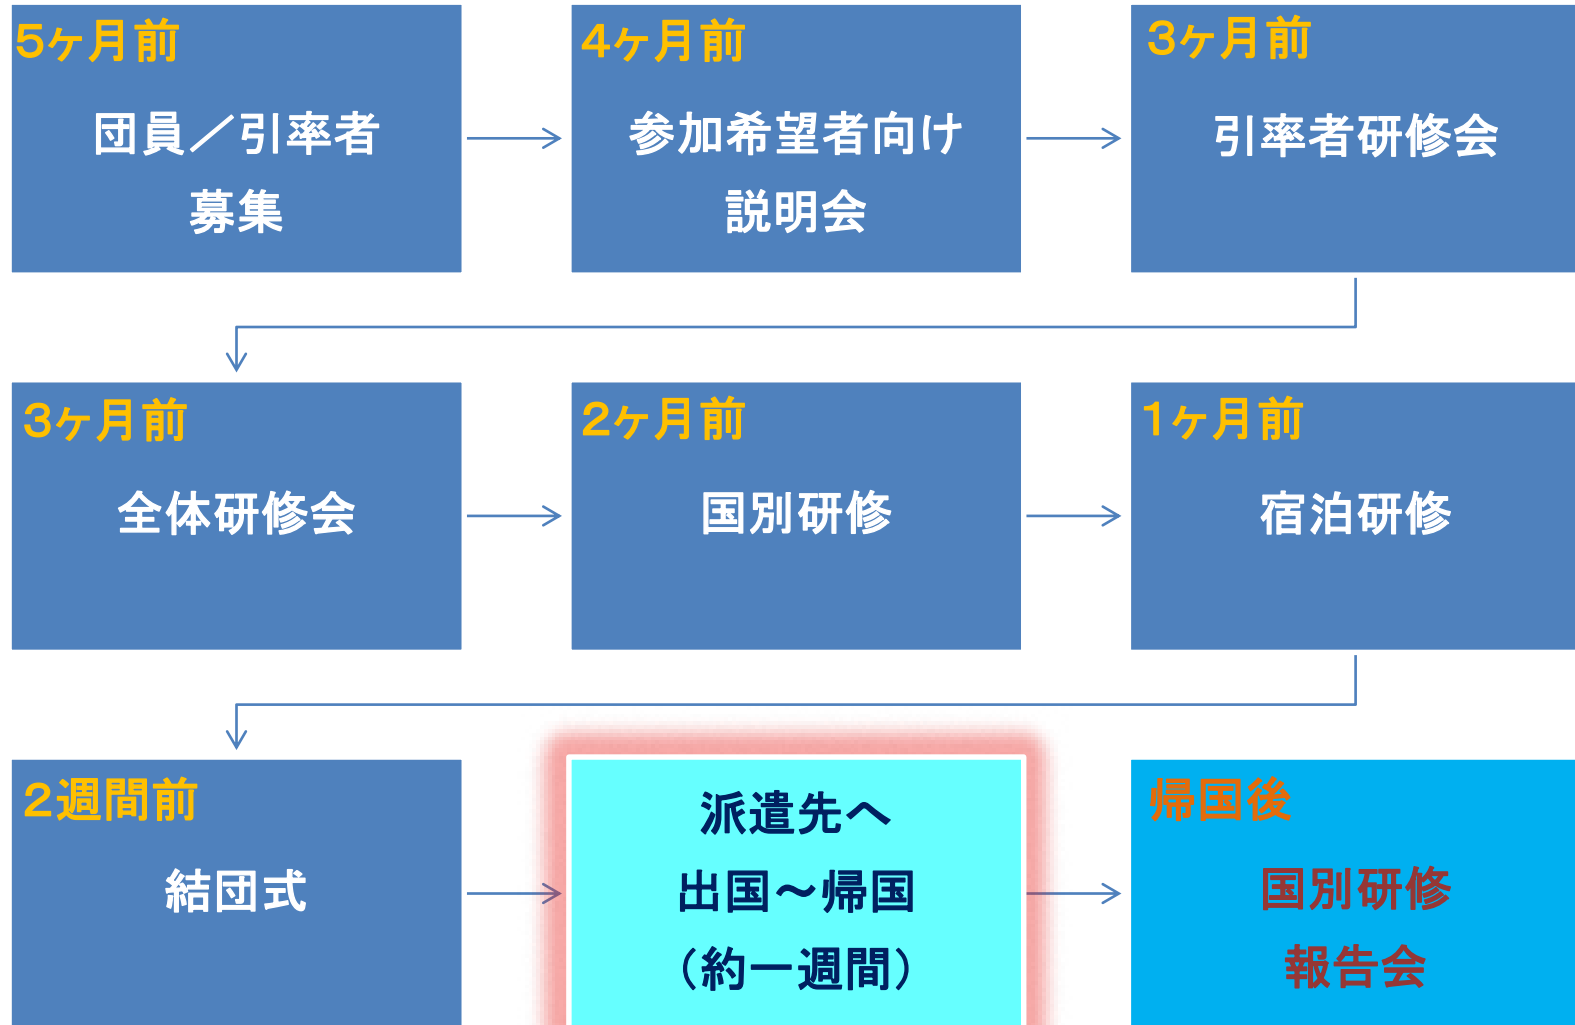 5ヶ月前
団員／引率者
募集
4ヶ月前
参加希望者向け
説明会
3ヶ月前
引率者研修会
3ヶ月前
全体研修会
2ヶ月前
国別研修
1ヶ月前
宿泊研修
2週間前
結団式
派遣先へ
出国～帰国
（約一週間）
帰国後
国別研修
報告会